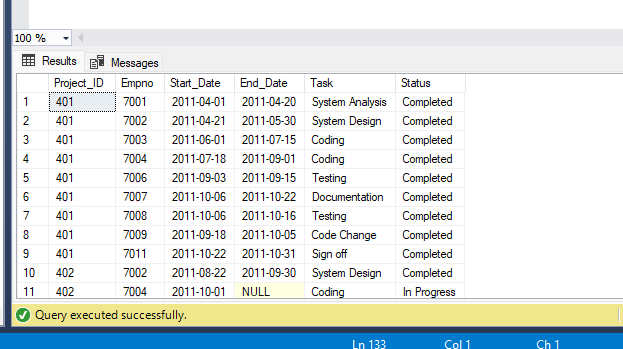 100 %
Results Messages
Project_ID Empno Start_Date End_Date Task Status
1 401 7001 2011-04-01 2011-04-20 System Analysis Completed
2 401 7002 2011-04-21 2011-05-30 System Design Completed
3 401 7003 2011-06-01 2011-07-15 Coding Completed
4 401 7004 2011-07-18 2011-09-01 Coding Completed
5 401 7006 2011-09-03 2011-09-15 Testing Completed
6 401 7007 2011-10-06 2011-10-22 Documentation Completed
7 401 7008 2011-10-06 2011-10-16 Testing Completed
8 401 7009 2011-09-18 2011-10-05 Code Change Completed
9 401 7011 2011-10-22 2011-10-31 Sign off Completed
10 402 7002 2011-08-22 2011-09-30 System Design Completed
11 402 7004 2011-10-01 NULL Coding In Progress
Query executed successfully.
Ln 133 Col 1 Ch 1